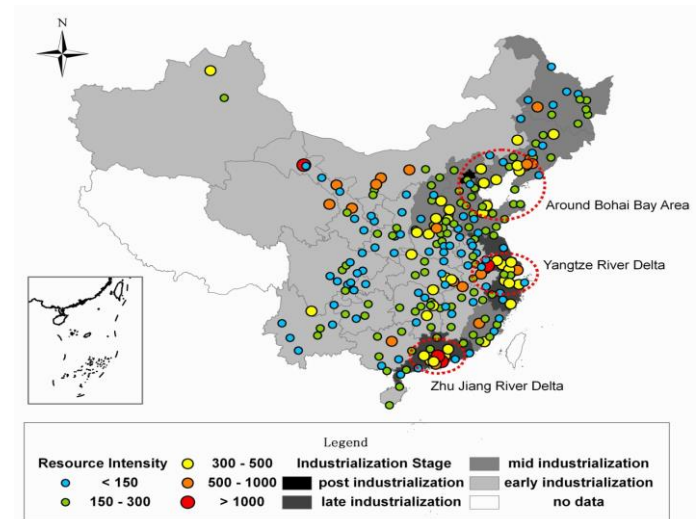 N
Around Bohai Bay Area
Yangtze River Delta
Zhu Jiang River Delta
Legend
Resource Intensity
< 150
150 - 300
300 - 500
500 - 1000
> 1000
Industrialization Stage
post industrialization
late industrialization
mid industrialization
early industrialization
no data